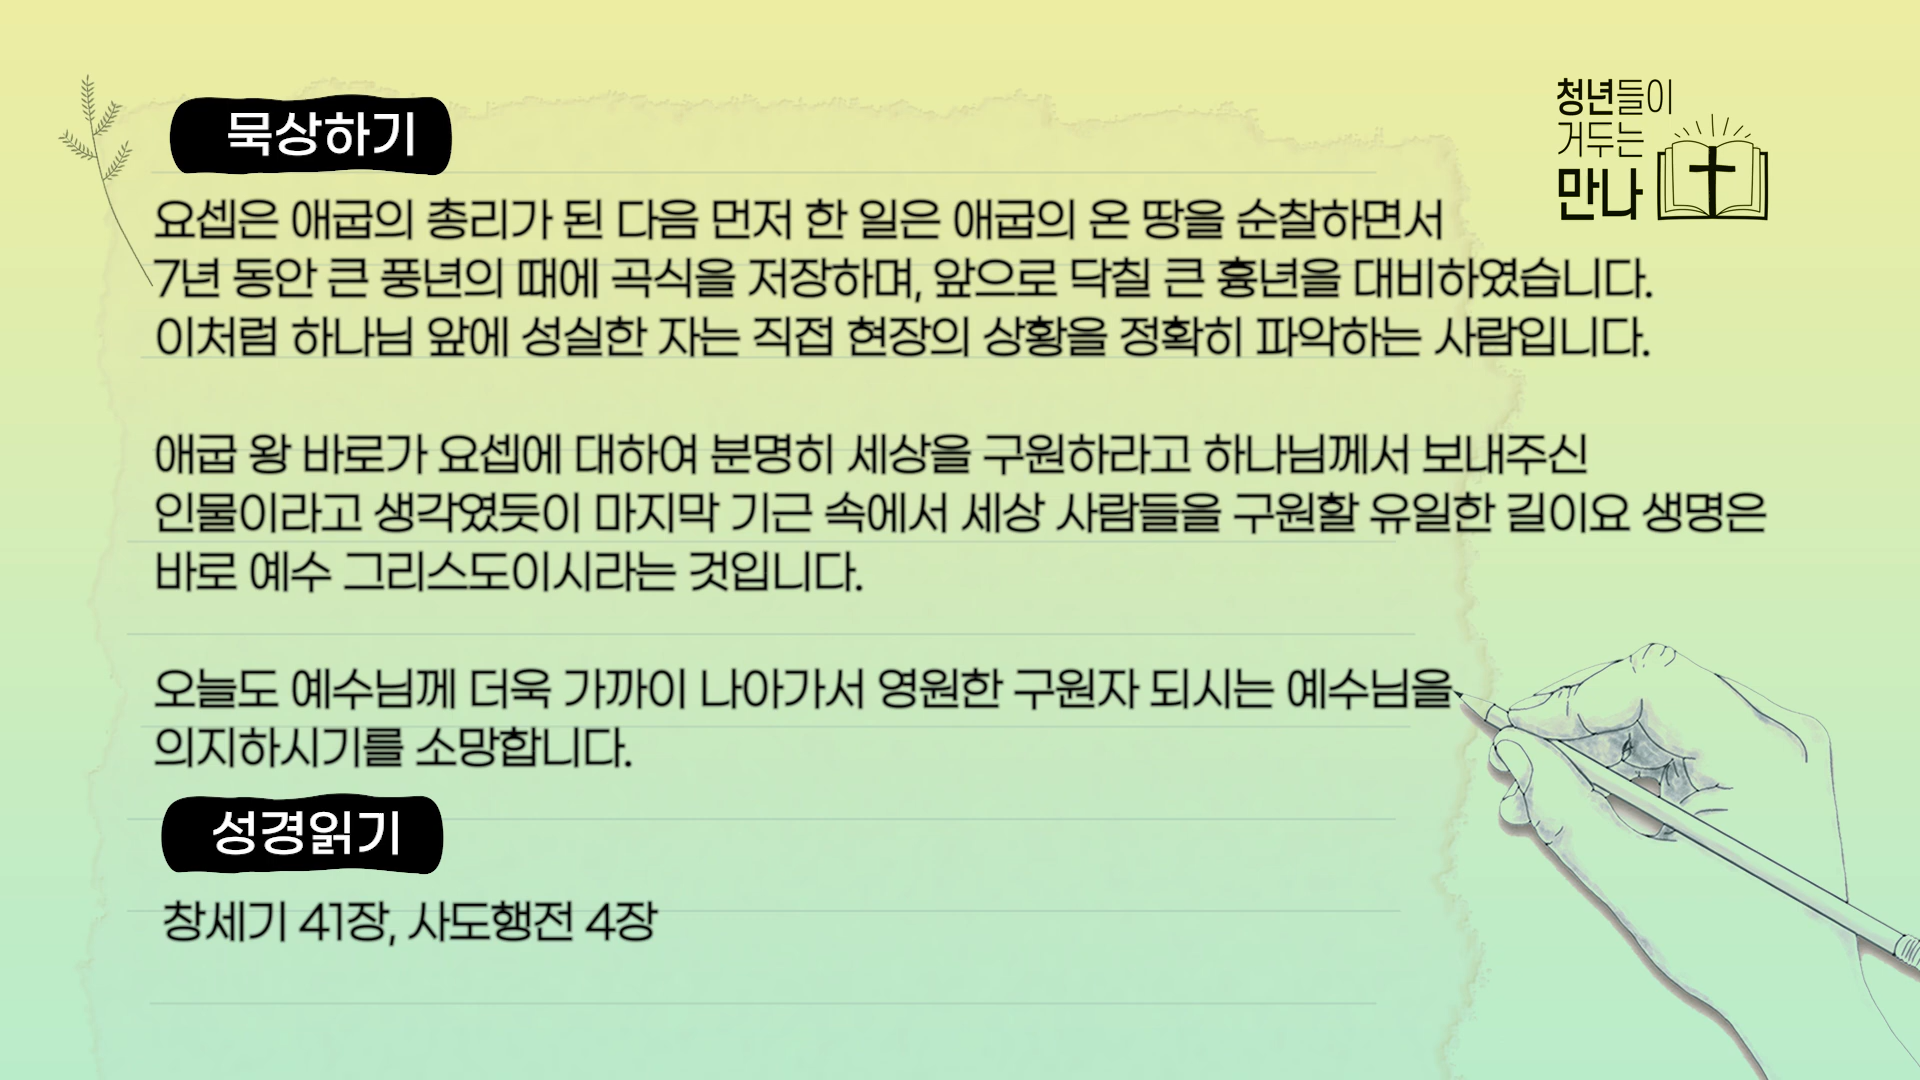 묵상하기
요셉은 애굽의 총리가 된 다음 먼저 한 일은 애굽의 온 땅을 순찰하면서
7년 동안 큰 풍년의 때에 곡식을 저장하며, 앞으로 닥칠 큰 흉년을 대비하였습니다.
이처럼 하나님 앞에 성실한 자는 직접 현장의 상황을 정확히 파악하는 사람입니다.
애굽 왕 바로가 요셉에 대하여 분명히 세상을 구원하라고 하나님께서 보내주신
인물이라고 생각였듯이 마지막 기근 속에서 세상 사람들을 구원할 유일한 길이요 생명은
바로 예수 그리스도이시라는 것입니다.
오늘도 예수님께 더욱 가까이 나아가서 영원한 구원자 되시는 예수님을
의지하시기를 소망합니다.
성경읽기
창세기 41장, 사도행전 4장
청년들이
거두는
만나